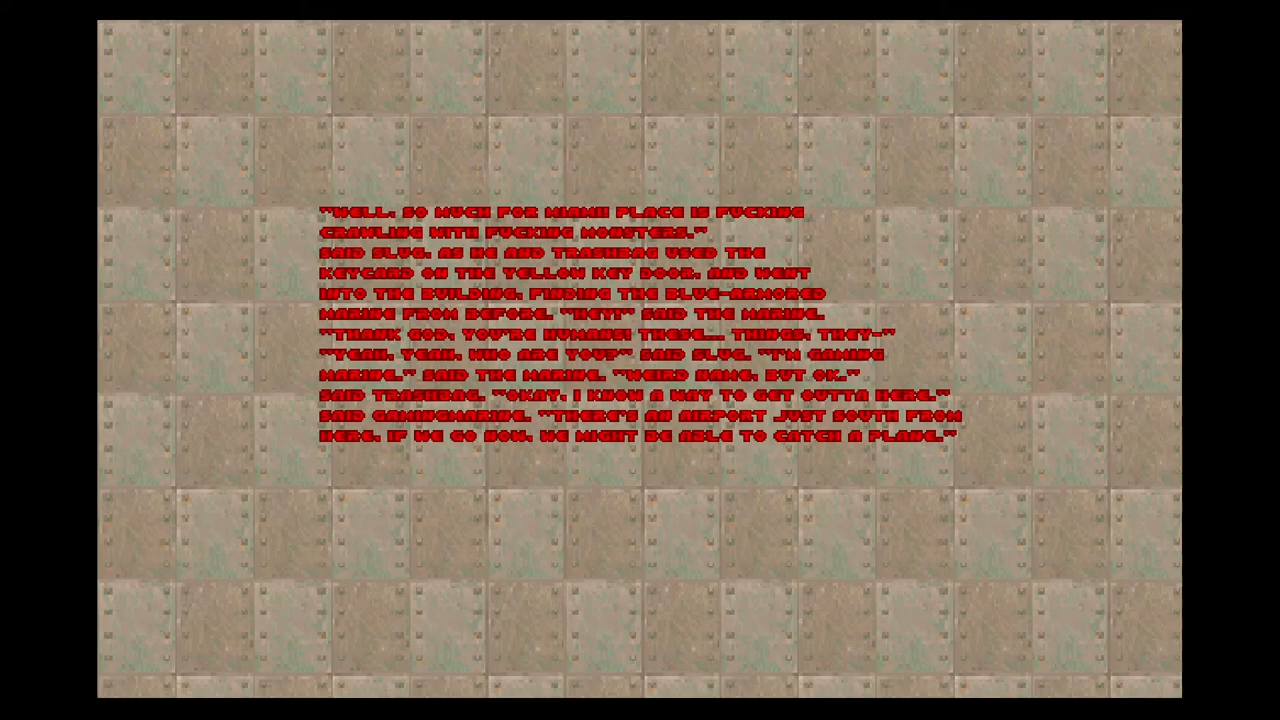 "WELL, SO MUCH FOR MIAMI! PLACE IS FUCKING
CRAWLING WITH FUCKING MONSTERS."
SAID SLUG, AS HE AND TRASHBAG USED THE
KEYCARD ON THE YELLOW KEY DOOR, AND WENT
INTO THE BUILDING, FINDING THE BLUE-ARMORED
MARINE FROM BEFORE. "HEY!" SAID THE MARINE.
"THANK GOD, YOU'RE HUMANS! THESE... THINGS, THEY-"
"YEAH, YEAH, WHO ARE YOU?" SAID SLUG. "I'M GAMING
MARINE." SAID THE MARINE. "WEIRD NAME, BUT OK."
SAID TRASHBAG. "OKAY, I KNOW A WAY TO GET OUTTA HERE."
SAID GAMINGMARINE. "THERE'S AN AIRPORT JUST SOUTH FROM
HERE, IF WE GO NOW, WE MIGHT BE ABLE TO CATCH A PLANE."